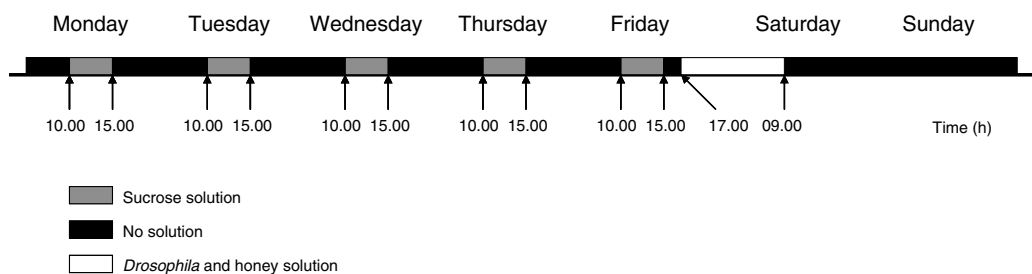 Monday Tuesday Wednesday Thursday Friday Saturday Sunday
10.00 15.00 10.00 15.00 10.00 15.00 10.00 15.00 10.00 15.00 17.00 09.00 Time (h)
Sucrose solution
No solution
Drosophila and honey solution